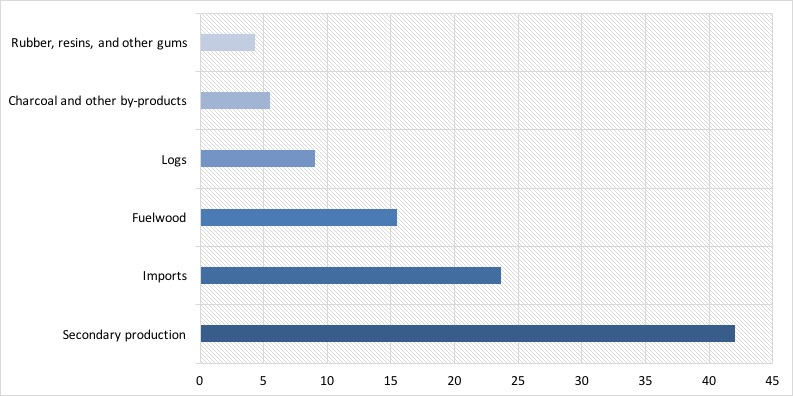 Rubber, resins, and other gums
Charcoal and other by-products
Logs
Fuelwood
Imports
Secondary production
0 5 10 15 20 25 30 35 40 45